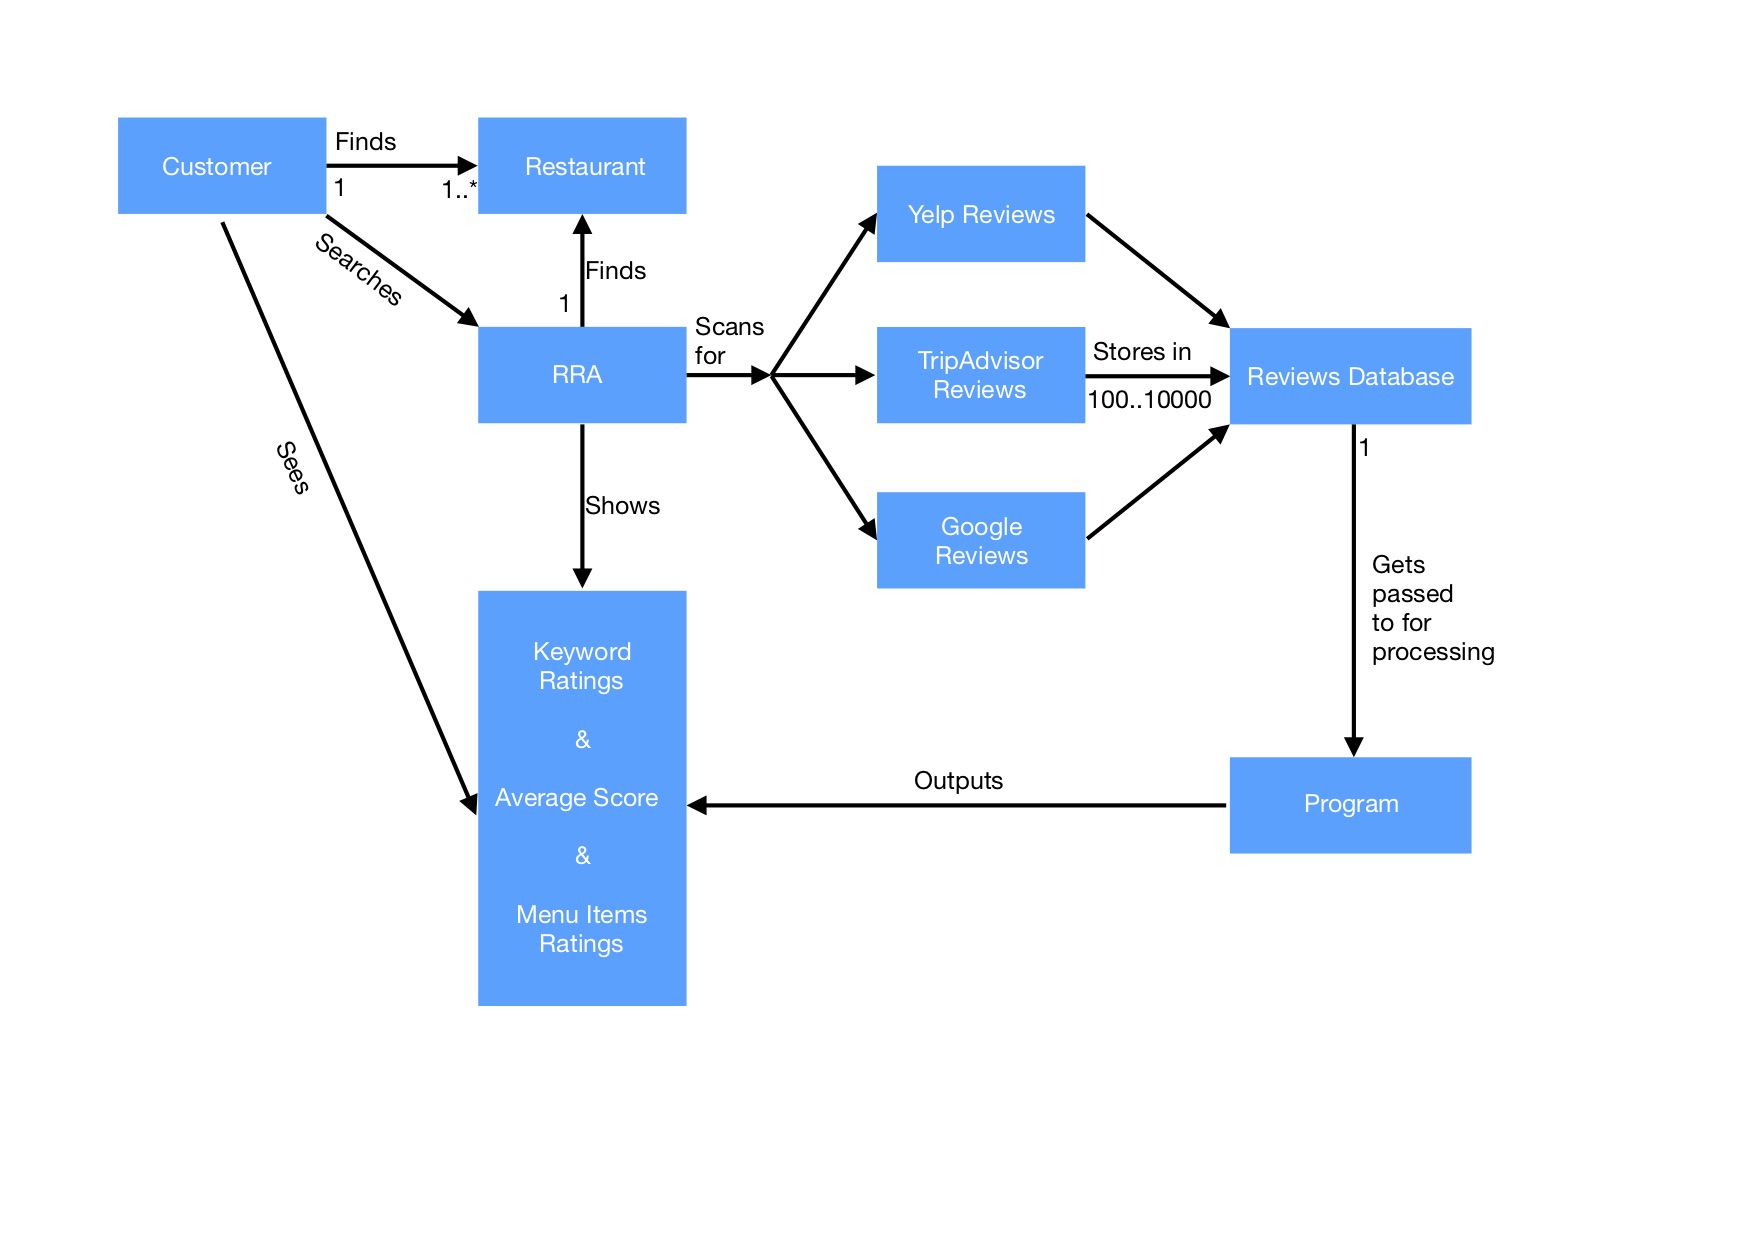 Customer
Finds
1
1..*
Restaurant
Searches
Finds
1
RRA
Scans
for
Yelp Reviews
TripAdvisor
Reviews
Google
Reviews
Stores in
100..10000
Reviews Database
1
Gets
passed
to for
processing
Sees
Shows
Keyword
Ratings
&
Average Score
&
Menu Items
Ratings
Outputs
Program